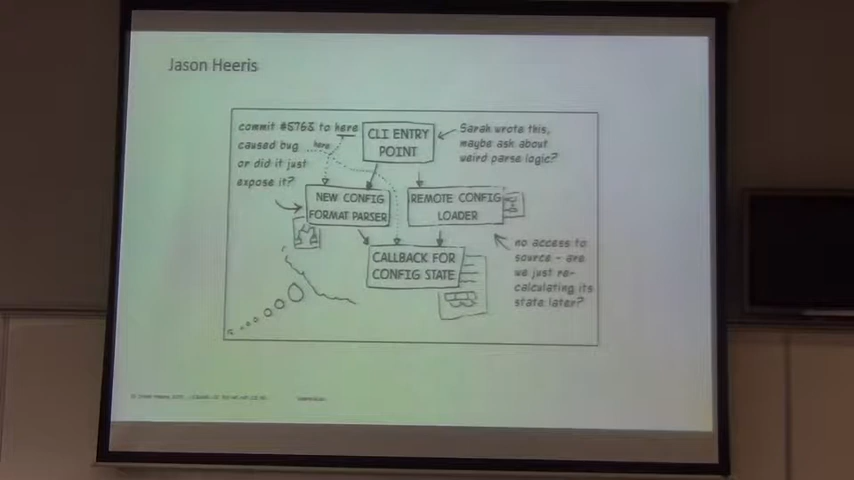 Jason Heeris
commit #5763 to here
caused bug
or did it just
expose it?
here
CLI ENTRY
POINT
Sarah wrote this,
maybe ask about
weird parse logic?
NEW CONFIG
FORMAT PARSER
REMOTE CONFIG
LOADER
CALLBACK FOR
CONFIG STATE
no access to
source – are
we just re-
calculating its
state later?